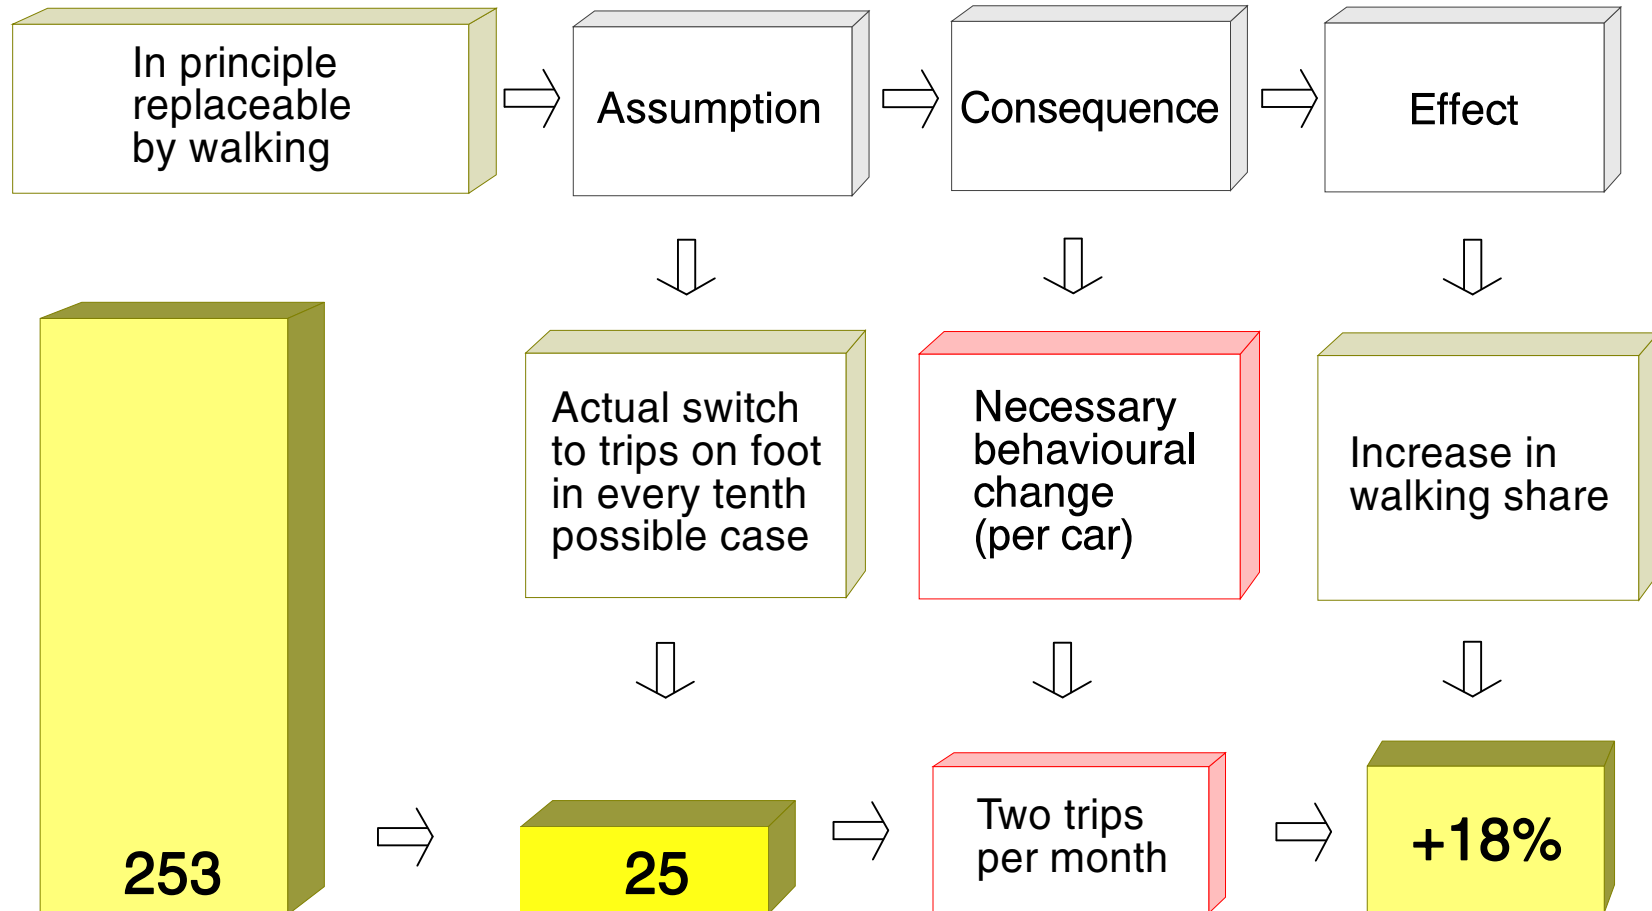 In principle
replaceable
by walking
Assumption
Consequence
Effect
Actual switch
to trips on foot
in every tenth
possible case
Necessary
behavioural
change
(per car)
Increase in
walking share
253
25
Two trips
per month
+18%